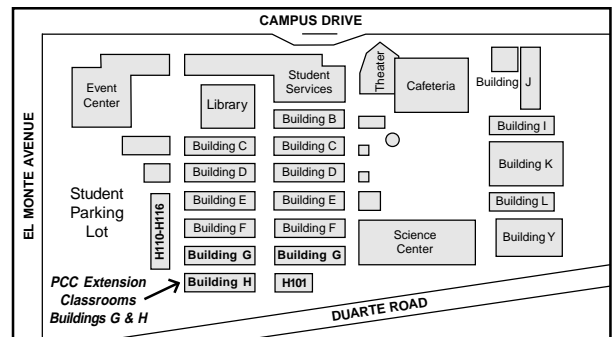 CAMPUS DRIVE
EL MONTE AVENUE
Event
Center
Student
Services
Theater
Cafeteria
Building J
Library
Building B
Building I
Building C
Building C
Building K
Building D
Building D
Student
Parking
Lot
H110-H116
Building E
Building E
Building L
Building F
Building F
Science
Center
Building Y
Building G
Building G
PCC Extension
Classrooms
Buildings G & H
Building H
H101
DUARTE ROAD